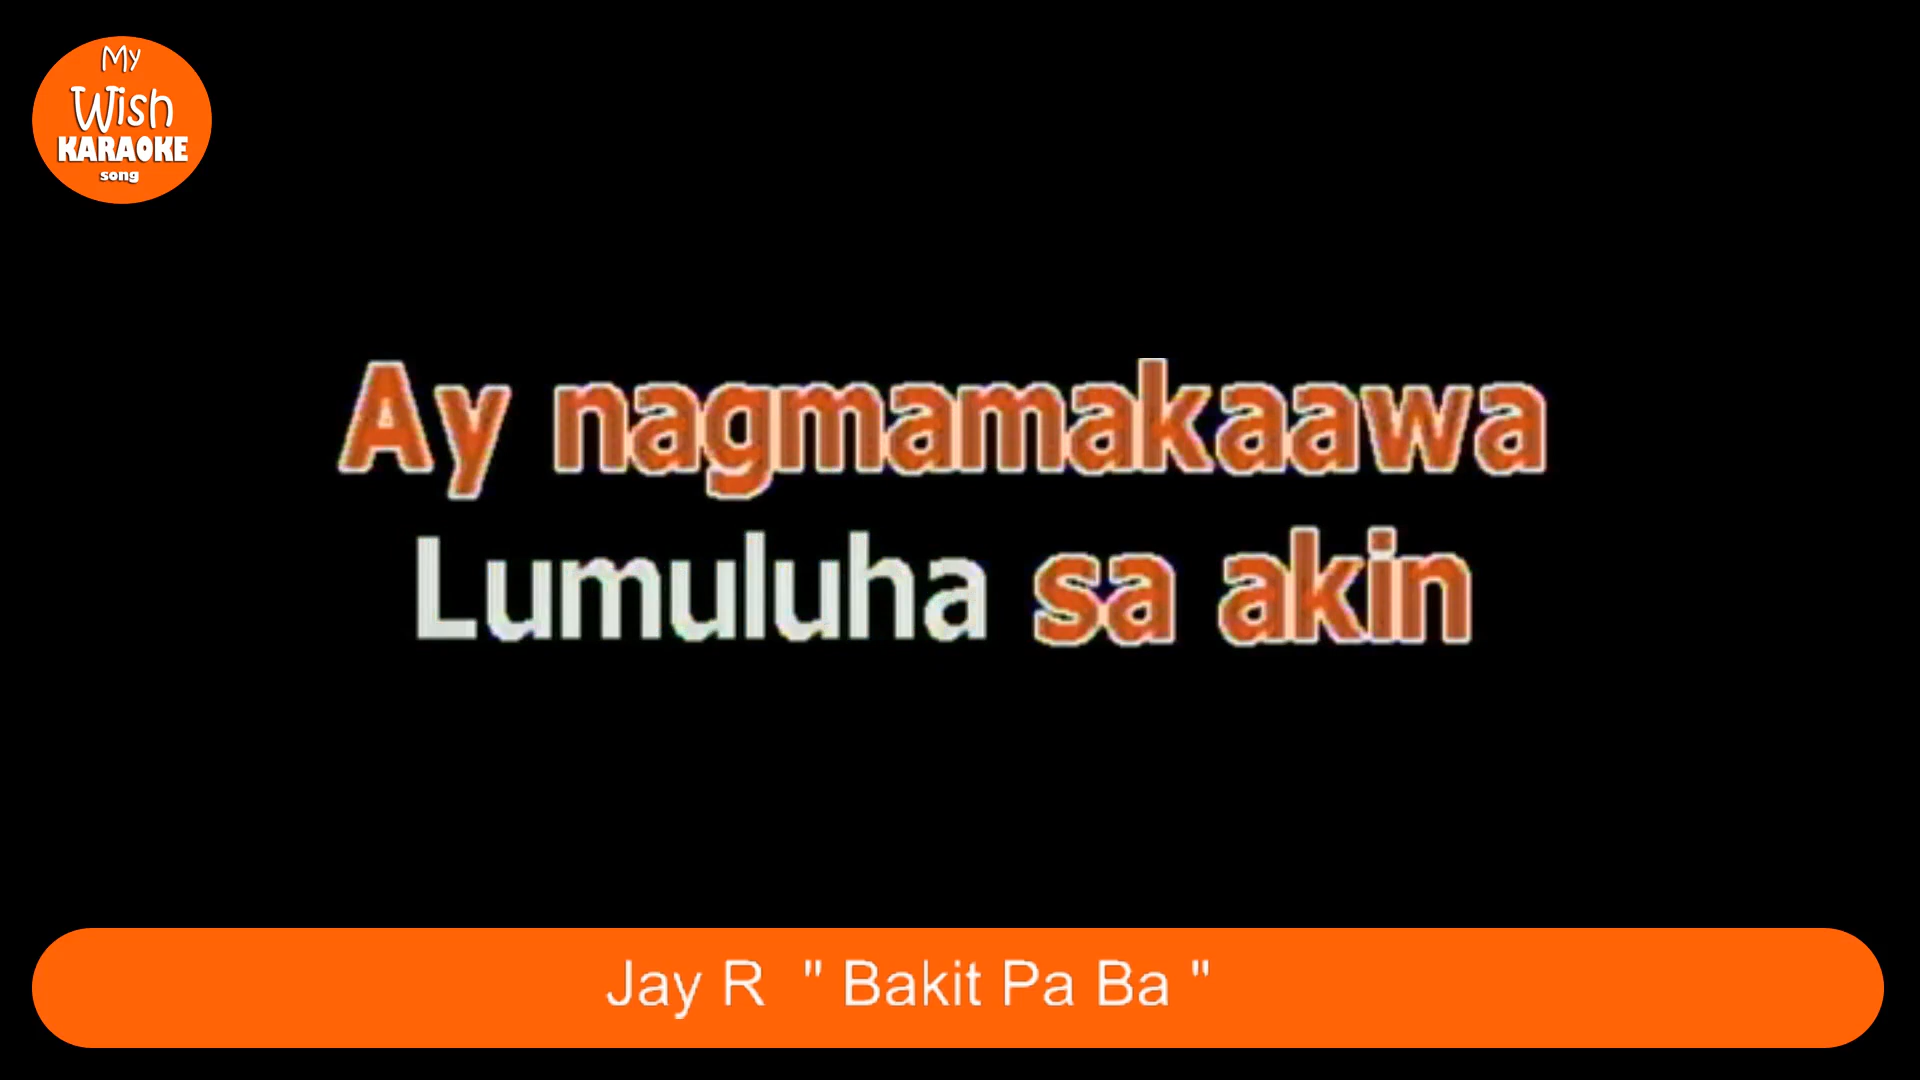 My
Wish
KARAOKE
song
Ay nagmamakaawa
Lumuluha sa akin
Jay R " Bakit Pa Ba "